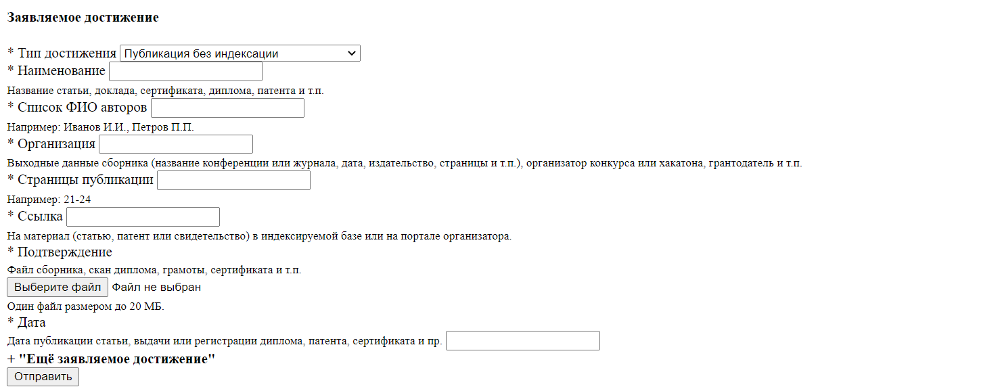 Заявляемое достижение
* Тип достижения Публикация без индексации
* Наименование
Название статьи, доклада, сертификата, диплома, патента и т.п.
* Список ФИО авторов
Например: Иванов И.И., Петров П.П.
* Организация
Выходные данные сборника (название конференции или журнала, дата, издательство, страницы и т.п.), организатор конкурса или хакатона, грантодатель и т.п.
* Страницы публикации
Например: 21-24
* Ссылка
На материал (статью, патент или свидетельство) в индексируемой базе или на портале организатора.
* Подтверждение
Файл сборника, скан диплома, грамоты, сертификата и т.п.
Выберите файл Файл не выбран
Один файл размером до 20 МБ.
* Дата
Дата публикации статьи, выдачи или регистрации диплома, патента, сертификата и пр.
+ "Ещё заявляемое достижение"
Отправить